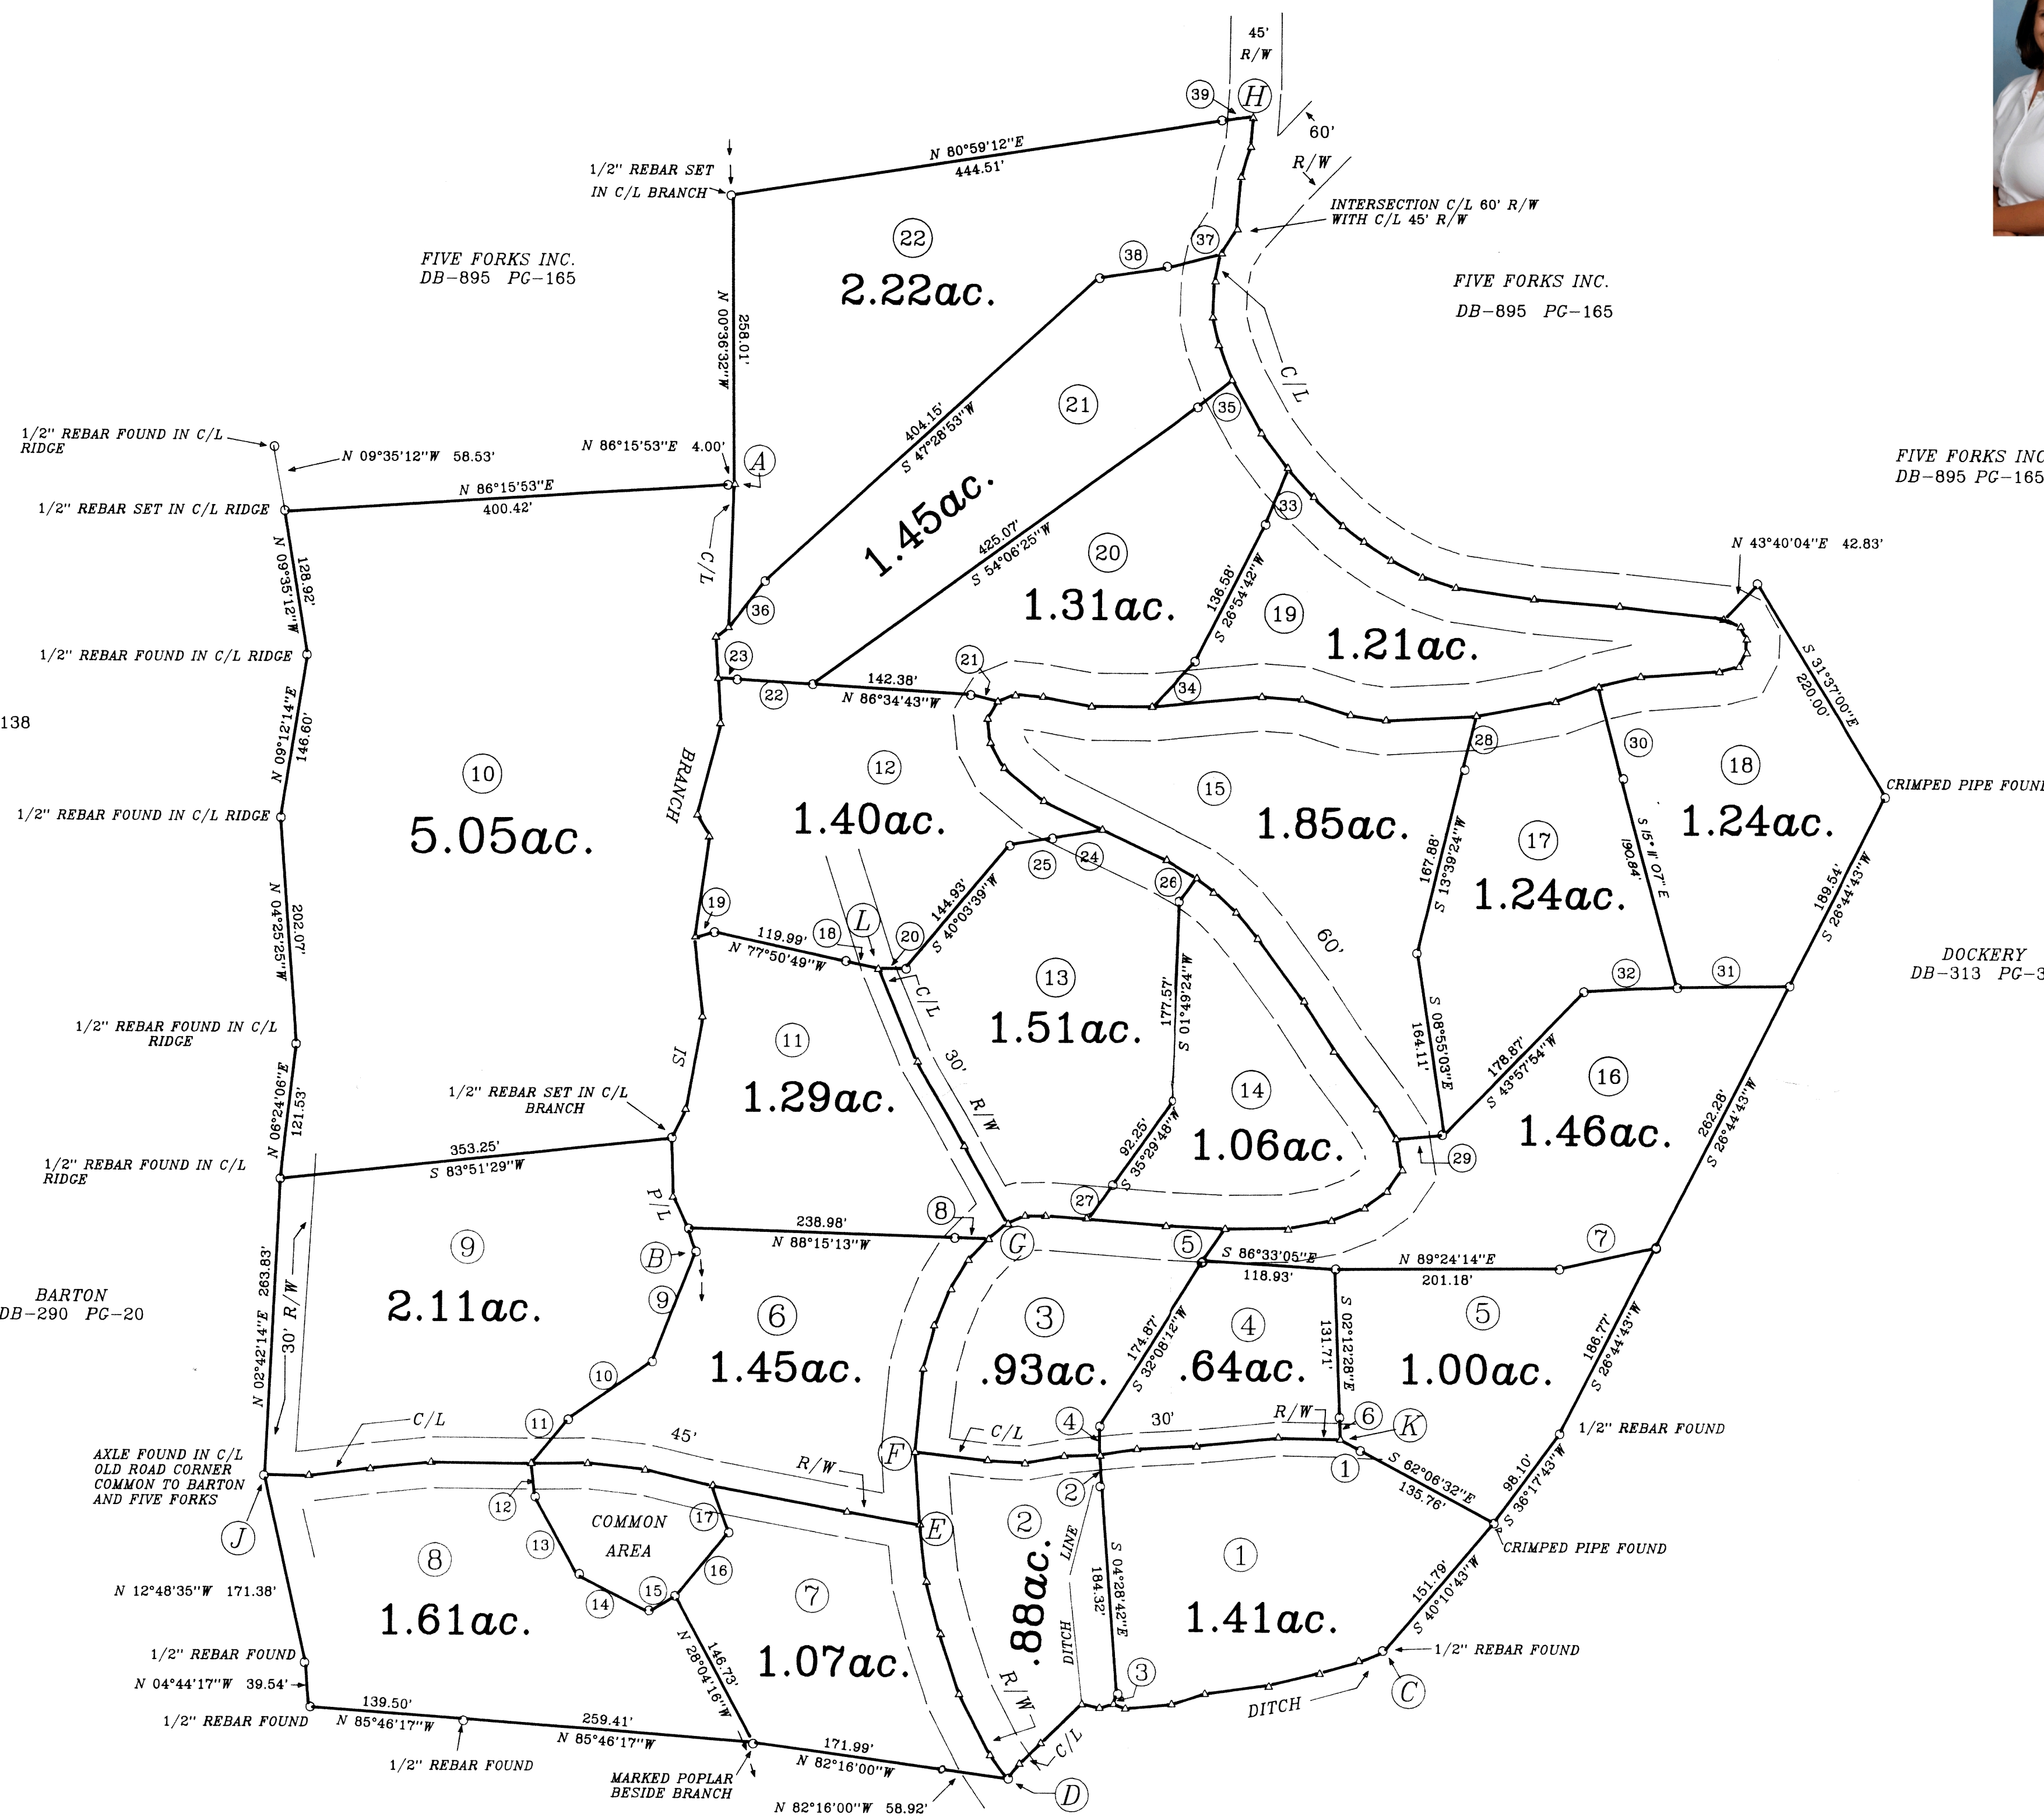 45'
R/W
39
H
60'
R/W
N 80°59'12"E
444.51'
1/2" REBAR SET
IN C/L BRANCH
INTERSECTION C/L 60' R/W
WITH C/L 45' R/W
22
2.22ac.
37
38
FIVE FORKS INC.
DB-895 PG-165
FIVE FORKS INC.
DB-895 PG-165
N 00°36'32"W
258.01'
C/L
21
1.45ac.
404.15'
S 47°28'53"W
35
1/2" REBAR FOUND IN C/L
RIDGE
N 09°35'12"W 58.53'
N 86°15'53"E 4.00'
A
FIVE FORKS INC
DB-895 PG-165
N 86°15'53"E
400.42'
1/2" REBAR SET IN C/L RIDGE
33
425.07'
S 54°06'25"W
N 43°40'04"E 42.83'
128.92'
N 09°35'12"W
C/L
20
1.31ac.
136.58'
S 26°54'42"W
19
1.21ac.
36
1/2" REBAR FOUND IN C/L RIDGE
23
22
142.38'
N 86°34'43"W
21
34
S 31°37'00"E
220.00'
138
N 09°12'14"E
146.60'
28
30
10
5.05ac.
BRANCH
12
1.40ac.
15
1.85ac.
18
1.24ac.
CRIMPED PIPE FOUND
1/2" REBAR FOUND IN C/L RIDGE
17
1.24ac.
25
24
26
167.88'
S 13°39'24"W
S 15° 11' 07" E
190.84'
189.54'
S 26°44'43"W
202.07'
N 04°25'25"W
19
119.99'
N 77°50'49"W
18
L
20
144.93'
S 40°03'39"W
60'
C/L
DOCKERY
DB-313 PG-3
13
1.51ac.
177.57'
S 01°49'24"W
32
31
1/2" REBAR FOUND IN C/L
RIDGE
IS
11
1.29ac.
30'
R/W
S 08°55'03"E
164.11'
178.87'
S 43°57'54"W
16
1.46ac.
1/2" REBAR SET IN C/L
BRANCH
14
1.06ac.
N 06°24'06"E
121.53'
353.25'
S 83°51'29"W
92.25'
S 35°29'48"W
29
262.28'
S 26°44'43"W
1/2" REBAR FOUND IN C/L
RIDGE
P/L
8
238.98'
N 88°15'13"W
G
27
B
5
S 86°33'05"E
118.93'
N 89°24'14"E
201.18'
7
9
2.11ac.
30' R/W
N 02°42'14"E 263.83'
BARTON
DB-290 PG-20
9
6
1.45ac.
3
.93ac.
174.87'
S 32°08'12"W
4
.64ac.
S 02°12'28"E
131.71'
5
1.00ac.
186.77'
S 26°44'43"W
10
11
C/L
45'
R/W
F
C/L
4
30'
R/W
6
K
1/2" REBAR FOUND
AXLE FOUND IN C/L
OLD ROAD CORNER
COMMON TO BARTON
AND FIVE FORKS
1
S 62°06'32"E
135.76'
98.10'
S 36°17'43"W
J
12
17
COMMON
AREA
E
2
2
.88ac.
LINE
DITCH
S 04°28'42"E
184.32'
1
1.41ac.
CRIMPED PIPE FOUND
151.79'
S 40°10'43"W
13
14
15
16
8
1.61ac.
N 12°48'35"W 171.38'
7
1.07ac.
146.73'
N 28°04'16"W
1/2" REBAR FOUND
N 04°44'17"W 39.54'
1/2" REBAR FOUND
1/2" REBAR FOUND
C
3
DITCH
R/W
C/L
139.50'
N 85°46'17"W
259.41'
N 85°46'17"W
171.99'
N 82°16'00"W
1/2" REBAR FOUND
MARKED POPLAR
BESIDE BRANCH
D
N 82°16'00"W 58.92'